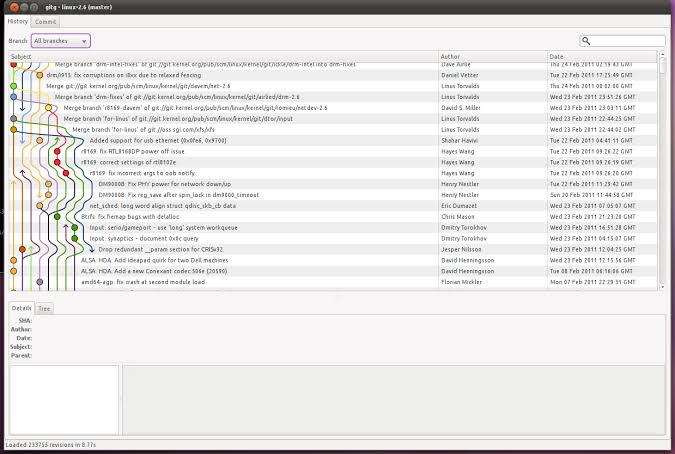 gitg - linux-2.6 (master)
History Commit
Branch: All branches
Subject Author Date
Merge branch 'drm-intel-fixes' of git://git.kernel.org/pub/scm/linux/kernel/git/ickle/drm-intel into drm-fixes Dave Airlie Thu 24 Feb 2011 02:19:43 GMT
drm/i915: fix corruptions on i8xx due to relaxed fencing Daniel Vetter Tue 22 Feb 2011 17:25:49 GMT
Merge git://git.kernel.org/pub/scm/linux/kernel/git/davem/net-2.6 Linus Torvalds Thu 24 Feb 2011 00:02:00 GMT
Merge branch 'drm-fixes' of git://git.kernel.org/pub/scm/linux/kernel/git/airlied/drm-2.6 Linus Torvalds Wed 23 Feb 2011 23:51:26 GMT
Merge branch 'r8169-davem' of git://git.kernel.org/pub/scm/linux/kernel/git/romieu/netdev-2.6 David S. Miller Wed 23 Feb 2011 23:03:11 GMT
Merge branch 'for-linus' of git://git.kernel.org/pub/scm/linux/kernel/git/dtor/input Linus Torvalds Wed 23 Feb 2011 22:44:25 GMT
Merge branch 'for-linus' of git://oss.sgi.com/xfs/xfs Linus Torvalds Wed 23 Feb 2011 22:44:02 GMT
Added support for usb ethernet (0x0fe6, 0x9700) Shahar Havivi Tue 22 Feb 2011 04:41:11 GMT
r8169: fix RTL8168DP power off issue Hayes Wang Tue 22 Feb 2011 09:26:22 GMT
r8169: correct settings of rtl8102e Hayes Wang Tue 22 Feb 2011 09:26:20 GMT
r8169: fix incorrect args to oob notify. Hayes Wang Tue 22 Feb 2011 09:26:19 GMT
DM9000B: Fix PHY power for network down/up Henry Nestler Tue 22 Feb 2011 11:29:42 GMT
DM9000B: Fix reg_save after spin_lock in dm9000_timeout Henry Nestler Sun 20 Feb 2011 11:44:58 GMT
net_sched: long word align struct qdisc_skb_cb data Eric Dumazet Wed 23 Feb 2011 07:05:07 GMT
Btrfs: fix fiemap bugs with delalloc Chris Mason Wed 23 Feb 2011 21:23:20 GMT
Input: serio/gameport - use 'long' system workqueue Dmitry Torokhov Wed 23 Feb 2011 16:51:28 GMT
Input: synaptics - document 0x0c query Dmitry Torokhov Wed 23 Feb 2011 04:17:05 GMT
Drop redundant __param section for CRISv32 Jesper Nilsson Wed 23 Feb 2011 12:04:56 GMT
ALSA: HDA: Add ideapad quirk for two Dell machines David Henningsson Wed 23 Feb 2011 12:15:56 GMT
ALSA: HDA: Add a new Conexant codec 506e (20590) David Henningsson Tue 08 Feb 2011 06:16:06 GMT
amd64-agp: fix crash at second module load Florian Mickler Mon 07 Feb 2011 22:29:31 GMT
Details Tree
SHA:
Author:
Date:
Subject:
Parent:
Loaded 233755 revisions in 8.77s